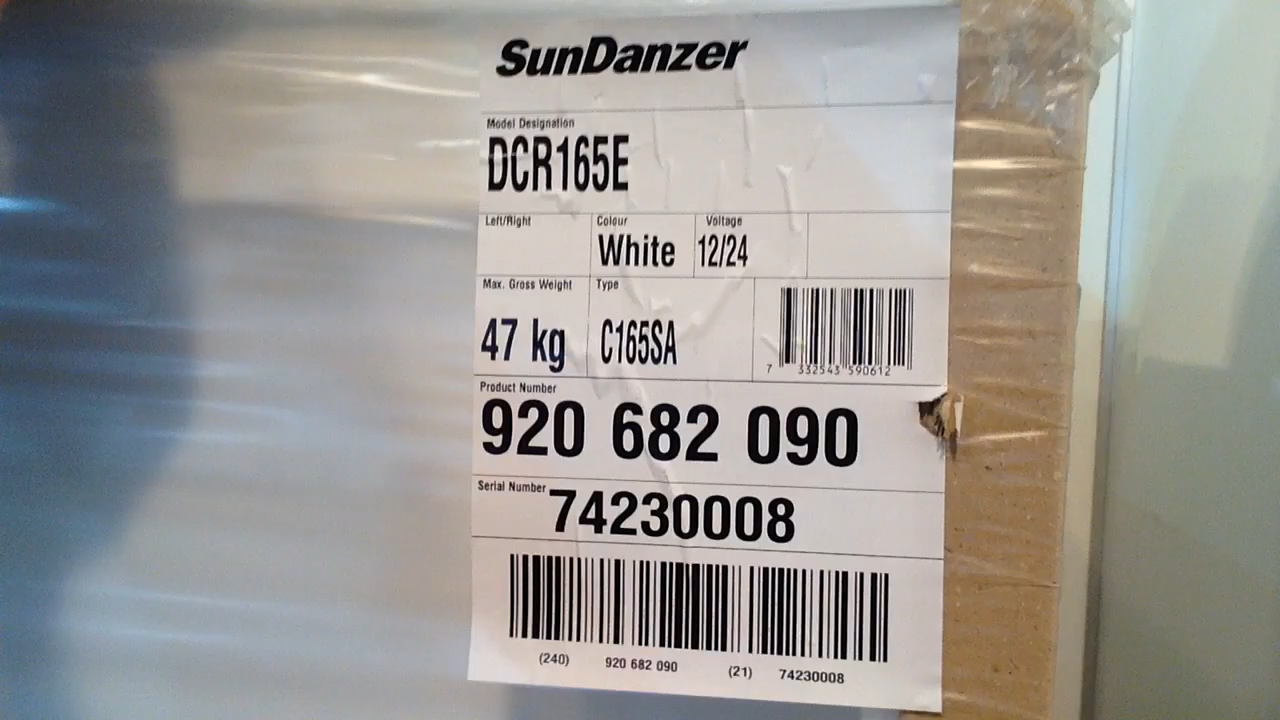 SunDanzer
Model Designation
DCR165E
Left/Right Colour Voltage
White 12/24
Max. Gross Weight Type
47 kg C165SA
7 332543 590612
Product Number
920 682 090
Serial Number 74230008
(240) 920 682 090 (21) 74230008